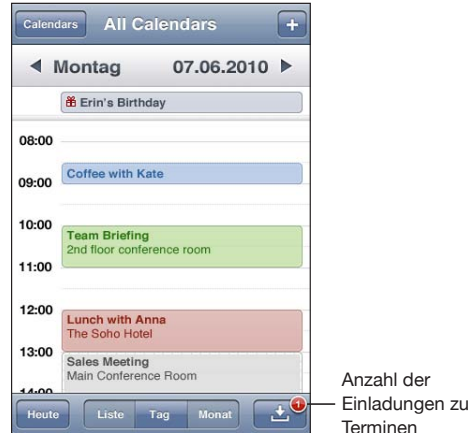 Calendars
All Calendars
+
Montag 07.06.2010
Erin's Birthday
08:00
Coffee with Kate
09:00
10:00
Team Briefing
2nd floor conference room
11:00
12:00
Lunch with Anna
The Soho Hotel
13:00
Sales Meeting
Main Conference Room
14:00
Heute
Liste
Tag
Monat
1
Anzahl der
Einladungen zu
Terminen